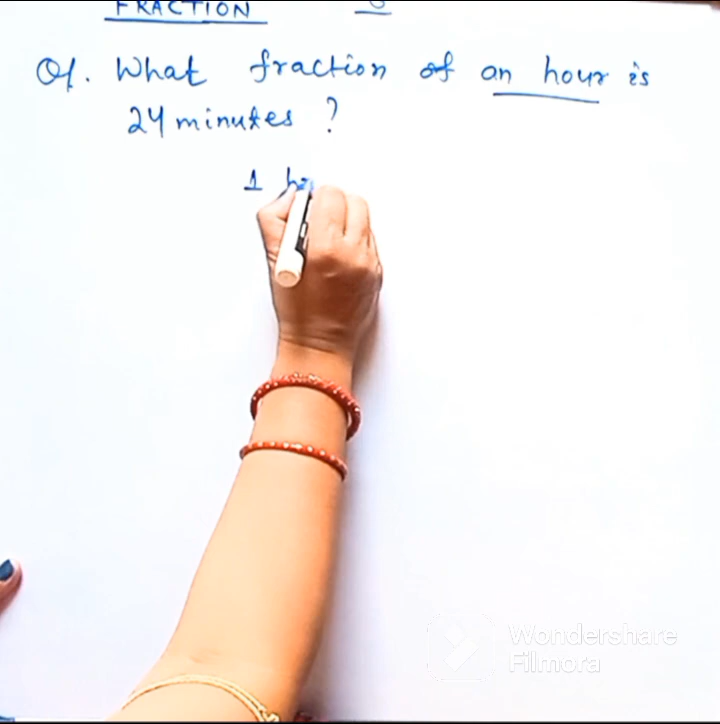 FRACTION
Q1. What fraction of an hour is
24 minutes ?
1 h
Wondershare
Filmora